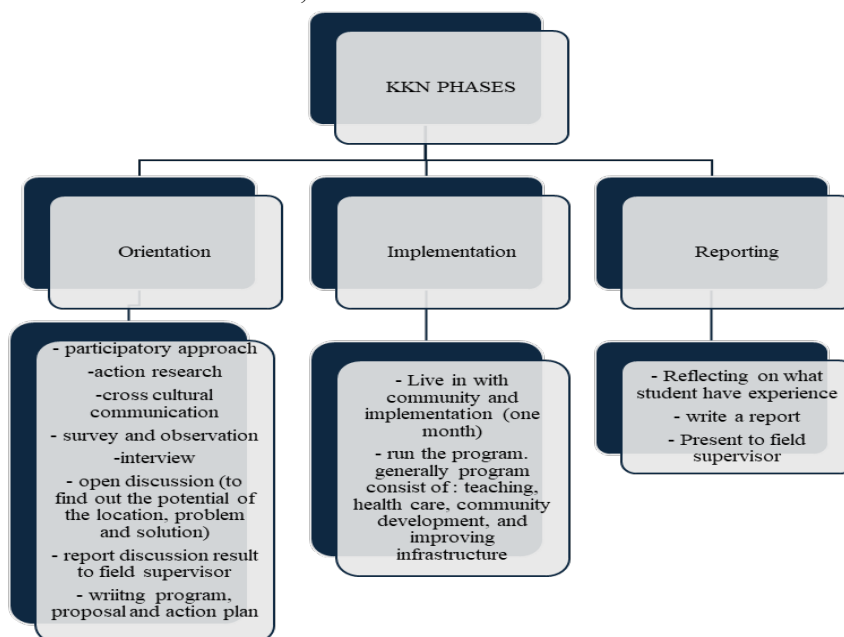 KKN PHASES
Orientation
Implementation
Reporting
- participatory approach
-action research
-cross cultural
communication
- survey and observation
-interview
- open discussion (to
find out the potential of
the location, problem
and solution)
- report discussion result
to field supervisor
- wriitng program,
proposal and action plan
- Live in with
community and
implementation (one
month)
- run the program.
generally program
consist of : teaching,
health care, community
development, and
improving
infrastructure
- Reflecting on what
student have experience
- write a report
- Present to field
supervisor